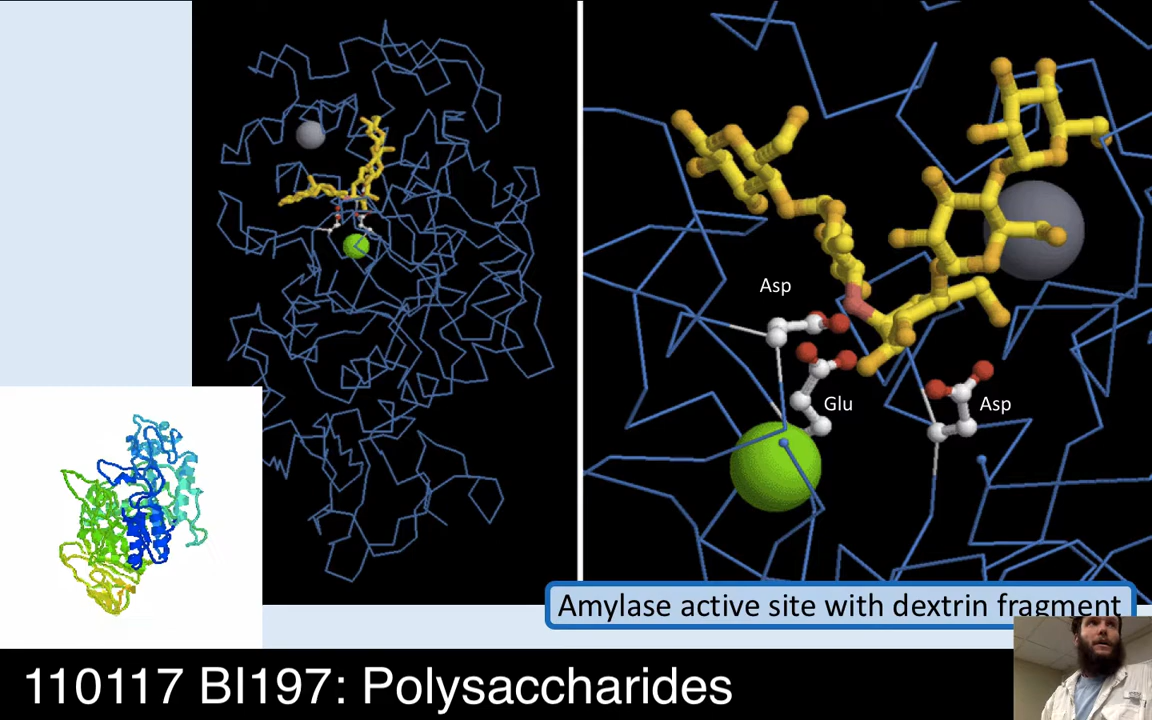 Asp
Glu
Asp
Amylase active site with dextrin fragment
110117 BI197: Polysaccharides